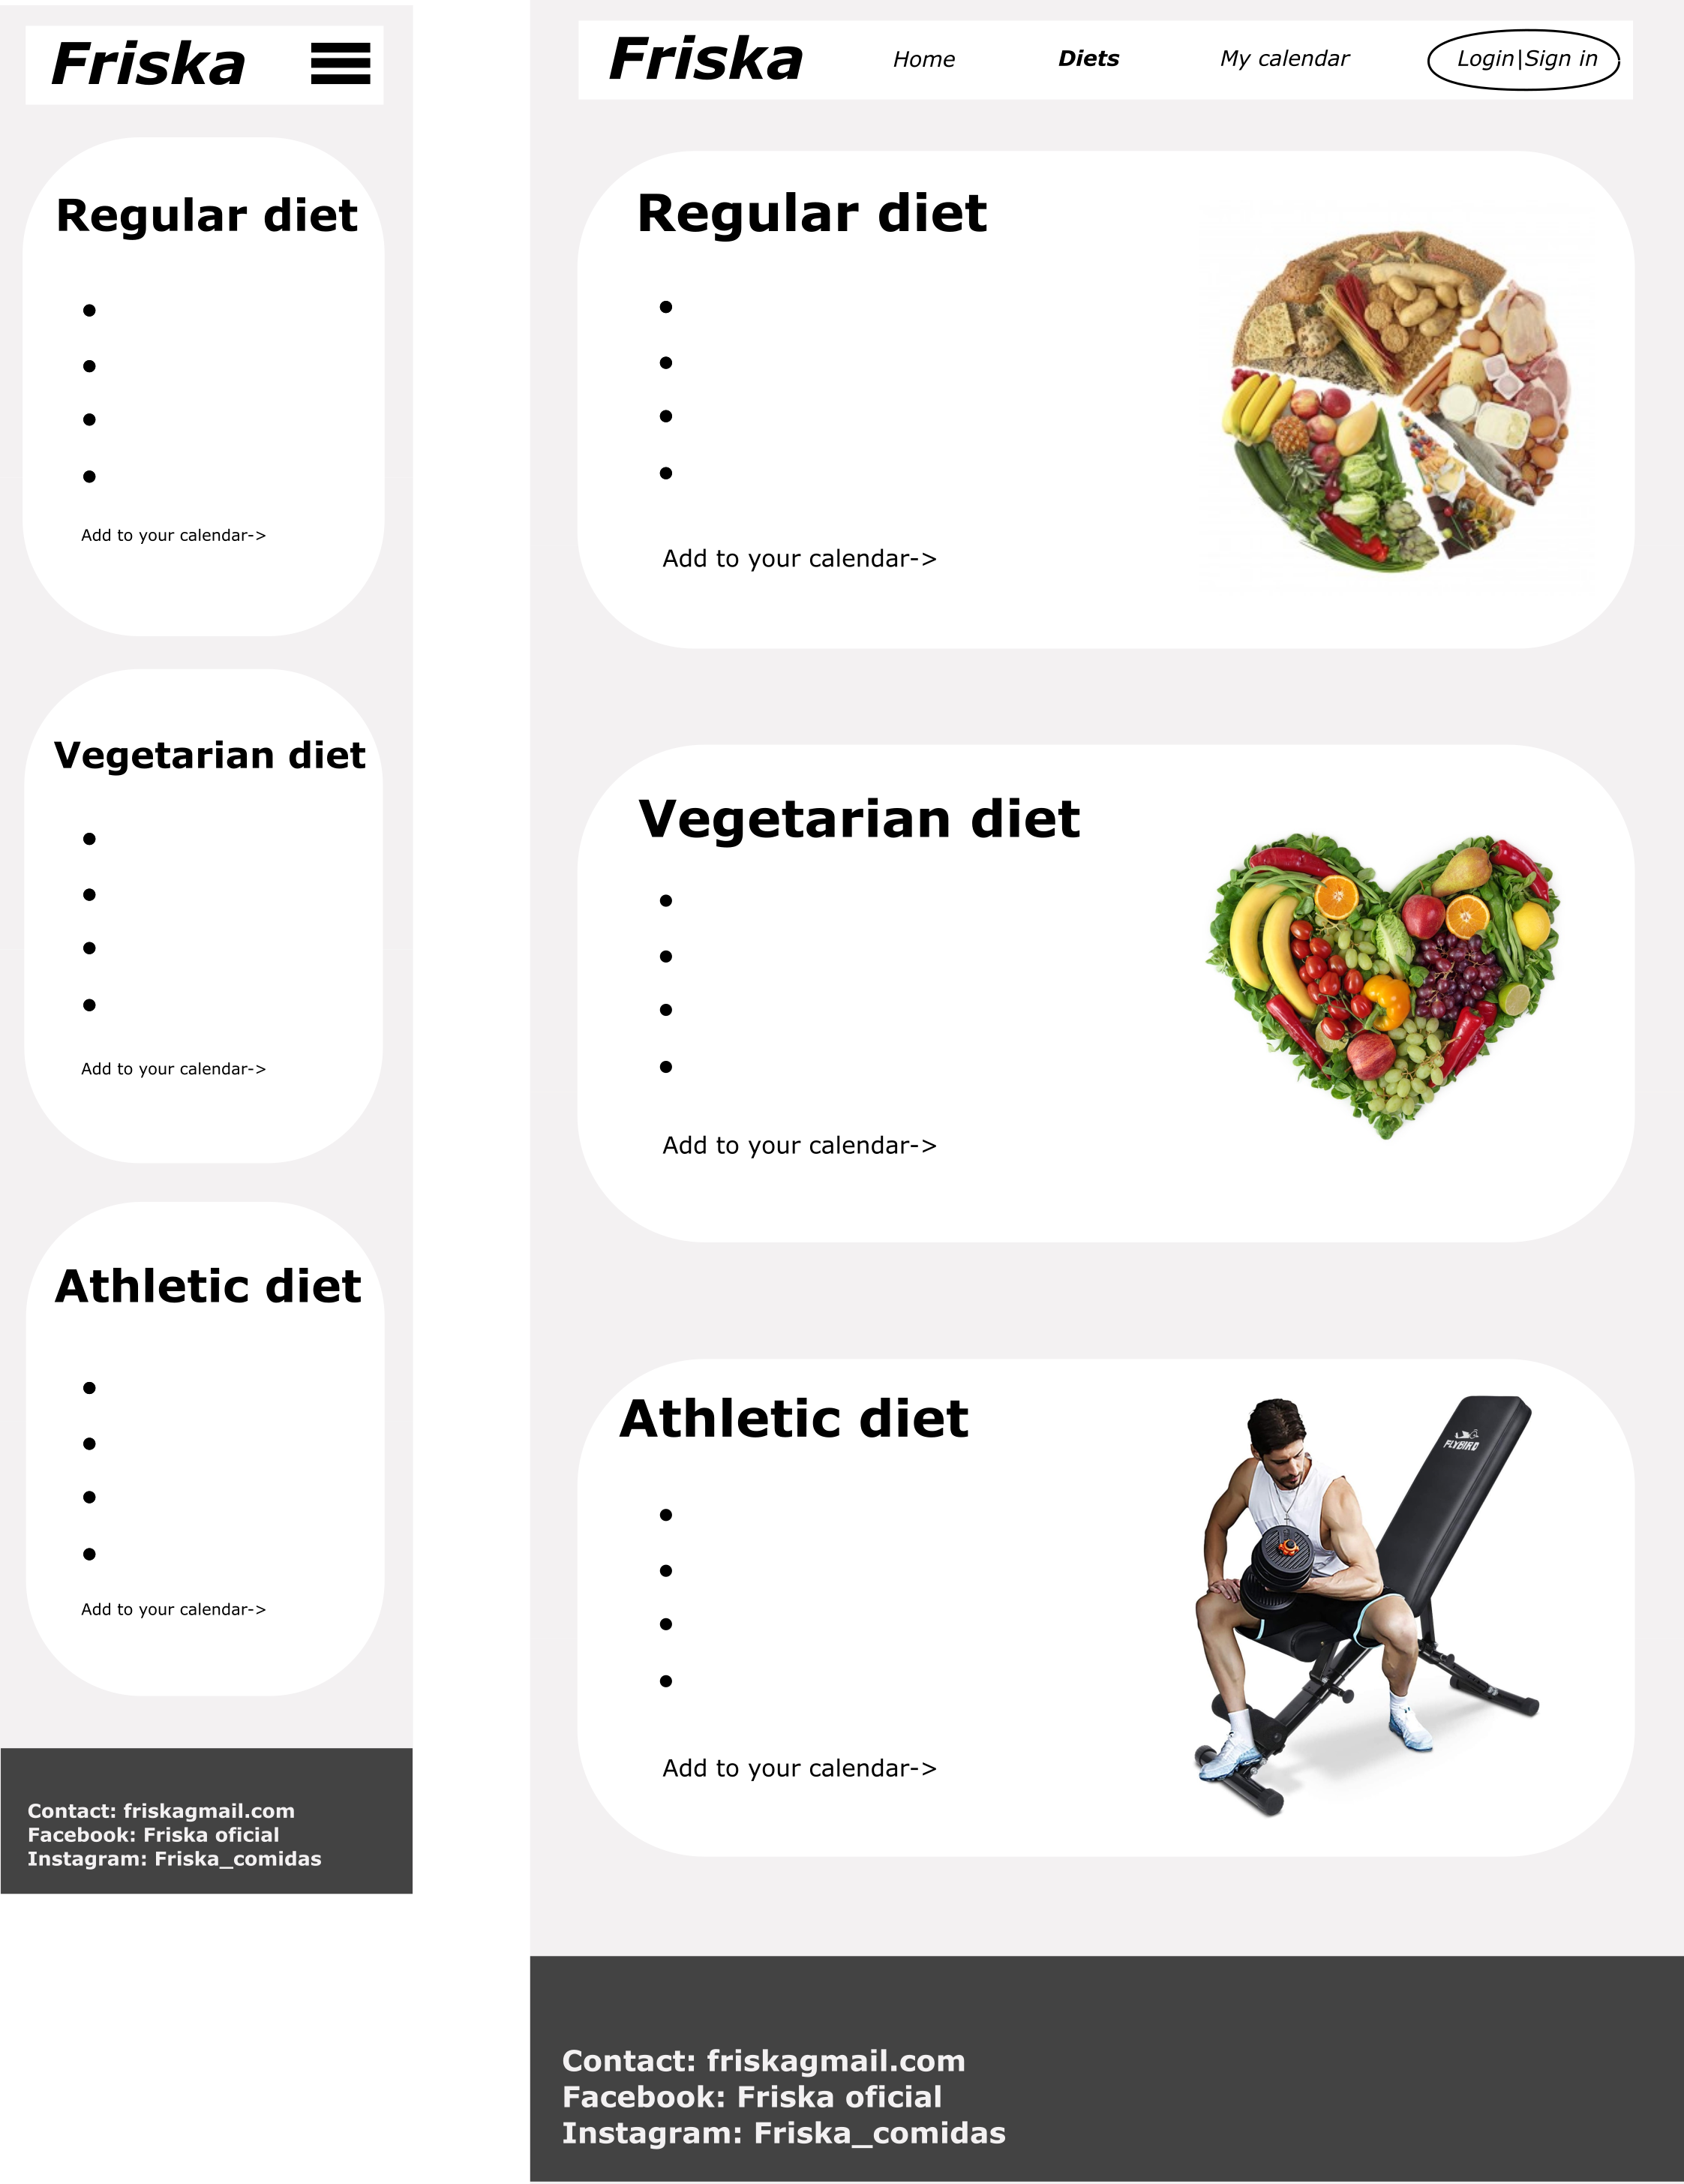 Friska
Regular diet
•
•
•
•
Add to your calendar->
Vegetarian diet
•
•
•
•
Add to your calendar->
Athletic diet
•
•
•
•
Add to your calendar->
Contact: friskagmail.com
Facebook: Friska oficial
Instagram: Friska_comidas
Friska Home Diets My calendar Login|Sign in
Regular diet
•
•
•
•
Add to your calendar->
Vegetarian diet
•
•
•
•
Add to your calendar->
Athletic diet
FLYBIRD
•
•
•
•
Add to your calendar->
Contact: friskagmail.com
Facebook: Friska oficial
Instagram: Friska_comidas